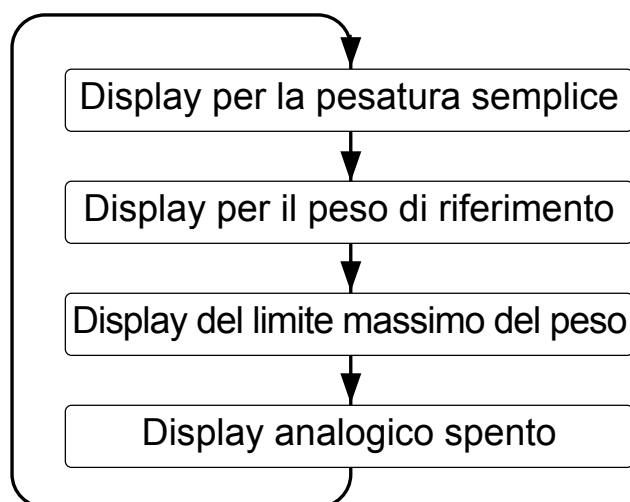 Display per la pesatura semplice
Display per il peso di riferimento
Display del limite massimo del peso
Display analogico spento